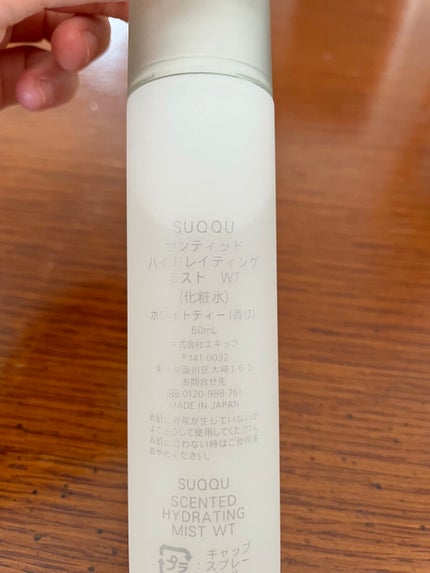 SUQQU
センティッド
ハイドレイティング
ミスト WT
(化粧水)
ホワイトティー(香り)
60mL
株式会社エキップ
〒141-0032
東京都品川区大崎1 6 3
お問合せ先
0120-988-761
MADE IN JAPAN
お肌に異常が生じていないか
よく注意して使用してください。
お肌に合わない時はご使用を
おやめください。
SUQQU
SCENTED
HYDRATING
MIST WT
プラ
キャップ
スプレー